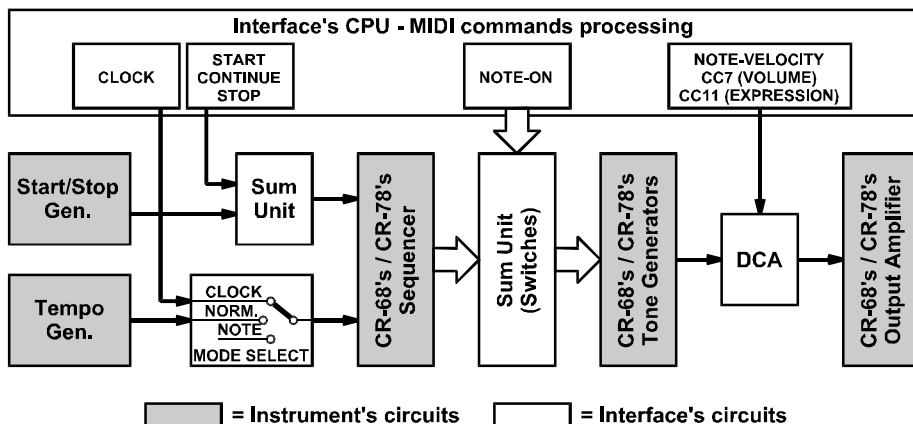 Interface's CPU - MIDI commands processing
CLOCK
START
CONTINUE
STOP
NOTE-ON
NOTE-VELOCITY
CC7 (VOLUME)
CC11 (EXPRESSION)
Start/Stop
Gen.
Sum
Unit
CR-68's / CR-78's
Sequencer
Sum Unit
(Switches)
CR-68's / CR-78's
Tone Generators
DCA
CR-68's / CR-78's
Output Amplifier
Tempo
Gen.
CLOCK
NORM.
NOTE
MODE SELECT
= Instrument's circuits
= Interface's circuits